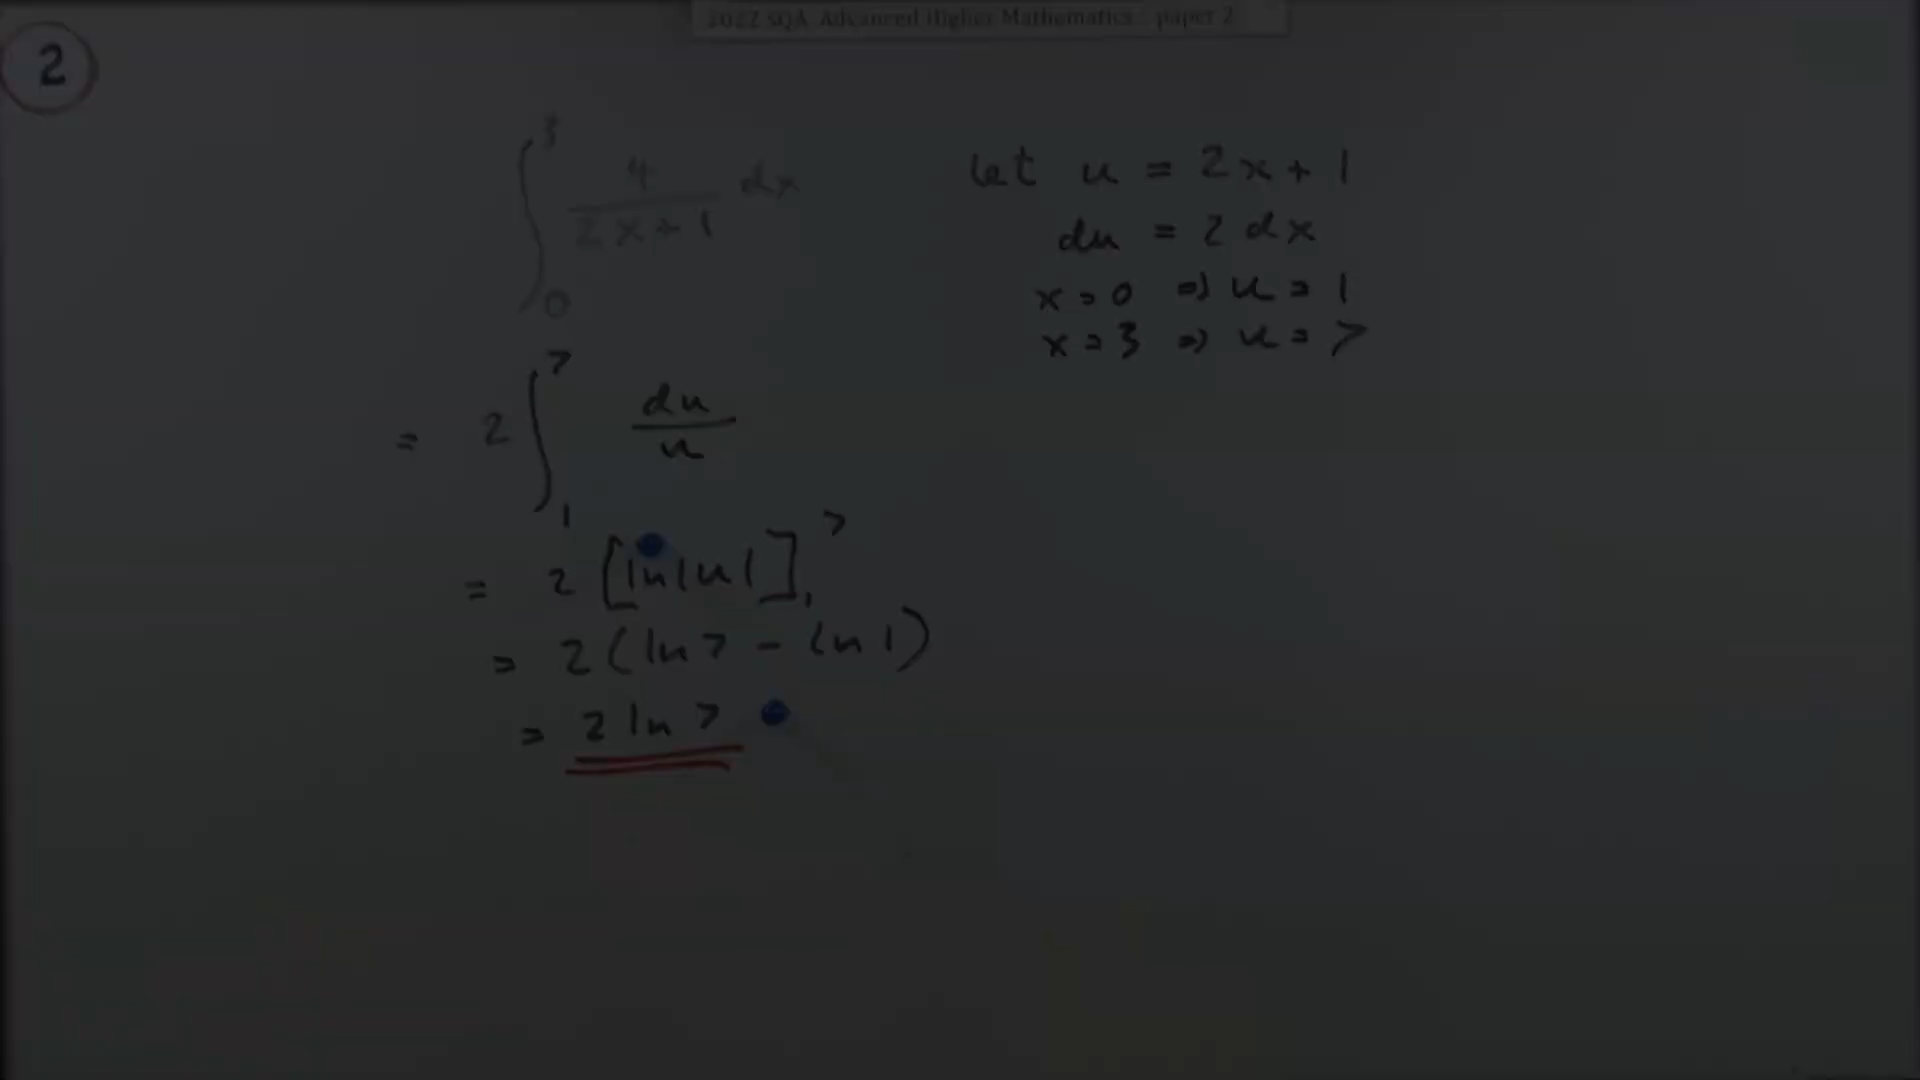 2022 SQA Advanced Higher Mathematics : paper 2
2
∫₀³ 4/(2x+1) dx
let u = 2x + 1
du = 2 dx
x = 0 ⇒ u = 1
x = 3 ⇒ u = 7
= 2 ∫₁⁷ du/u
= 2 [ln|u|]₁⁷
= 2 (ln 7 − ln 1)
= 2 ln 7